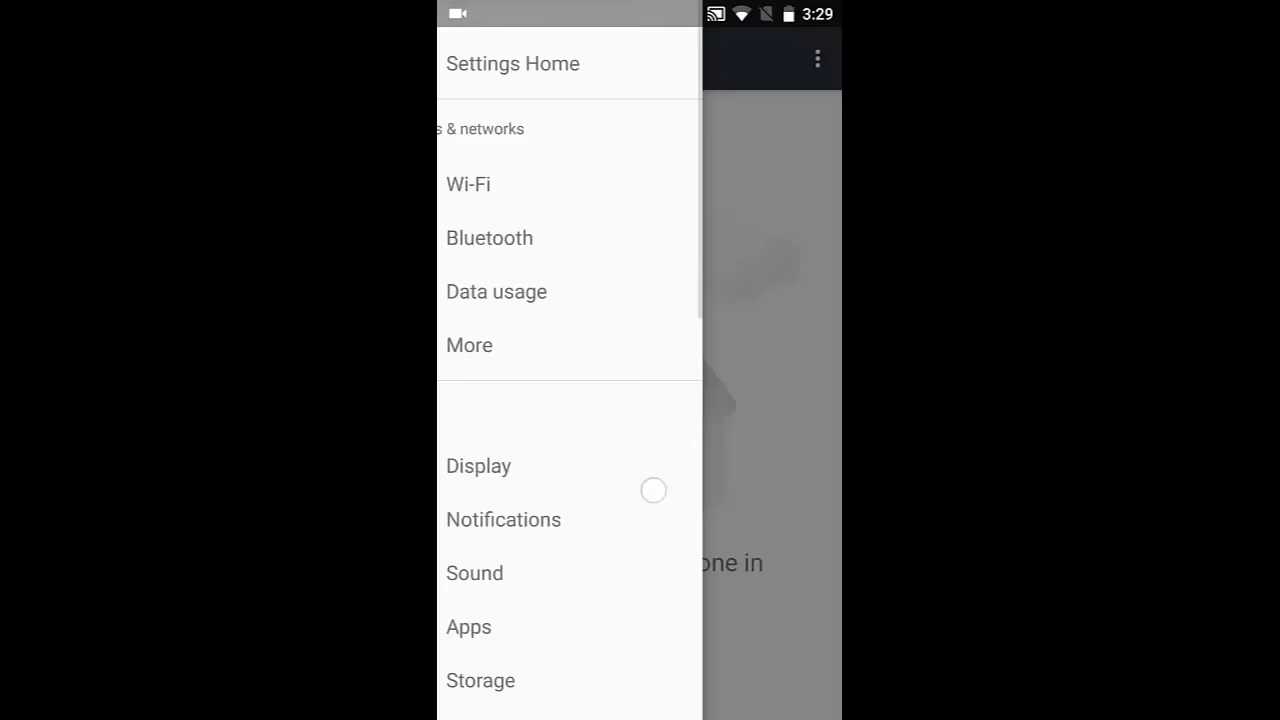 3:29
Settings Home
s & networks
Wi-Fi
Bluetooth
Data usage
More
Display
Notifications
Sound
one in
Apps
Storage